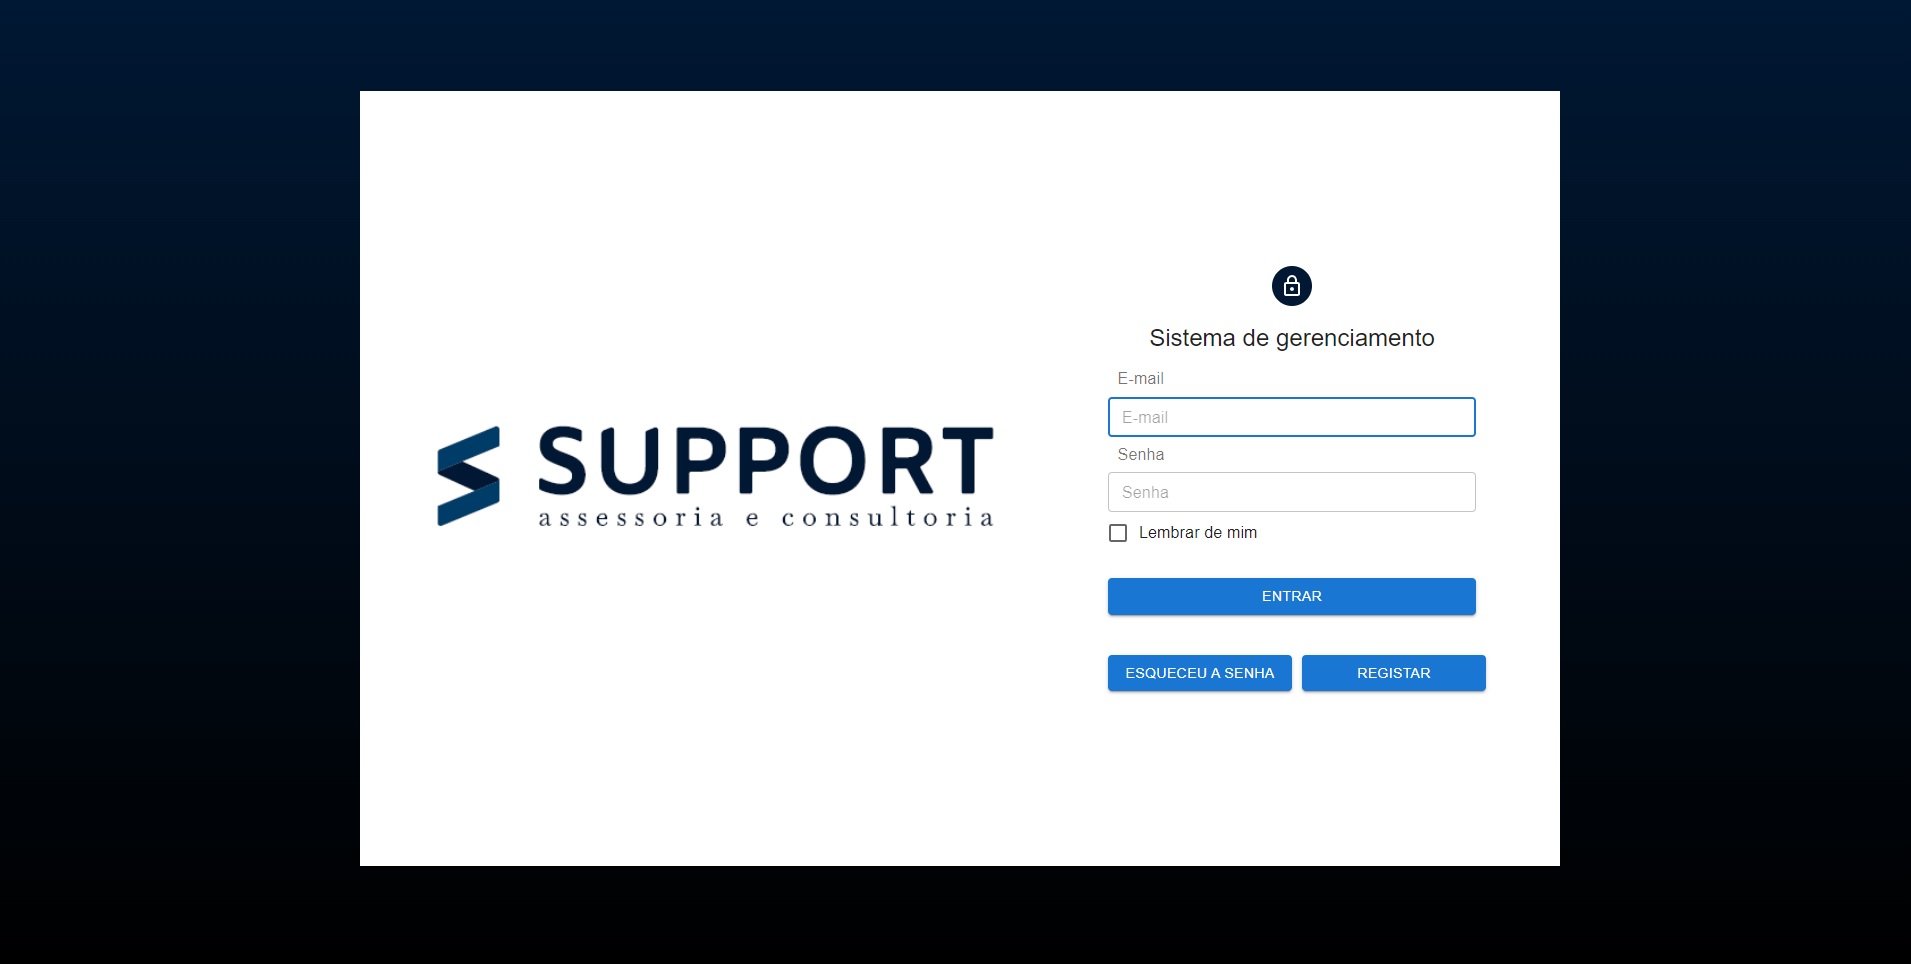 SUPPORT
assessoria e consultoria
Sistema de gerenciamento
E-mail
E-mail
Senha
Senha
Lembrar de mim
ENTRAR
ESQUECEU A SENHA
REGISTAR